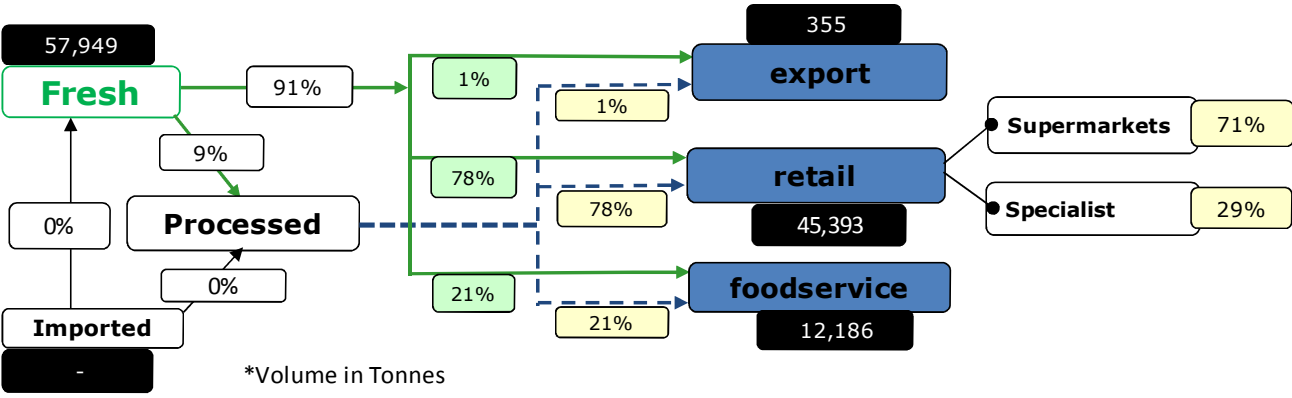 57,949
Fresh
91%
9%
0%
Processed
0%
Imported
-
*Volume in Tonnes
1%
1%
78%
78%
21%
21%
355
export
retail
45,393
foodservice
12,186
Supermarkets
71%
Specialist
29%